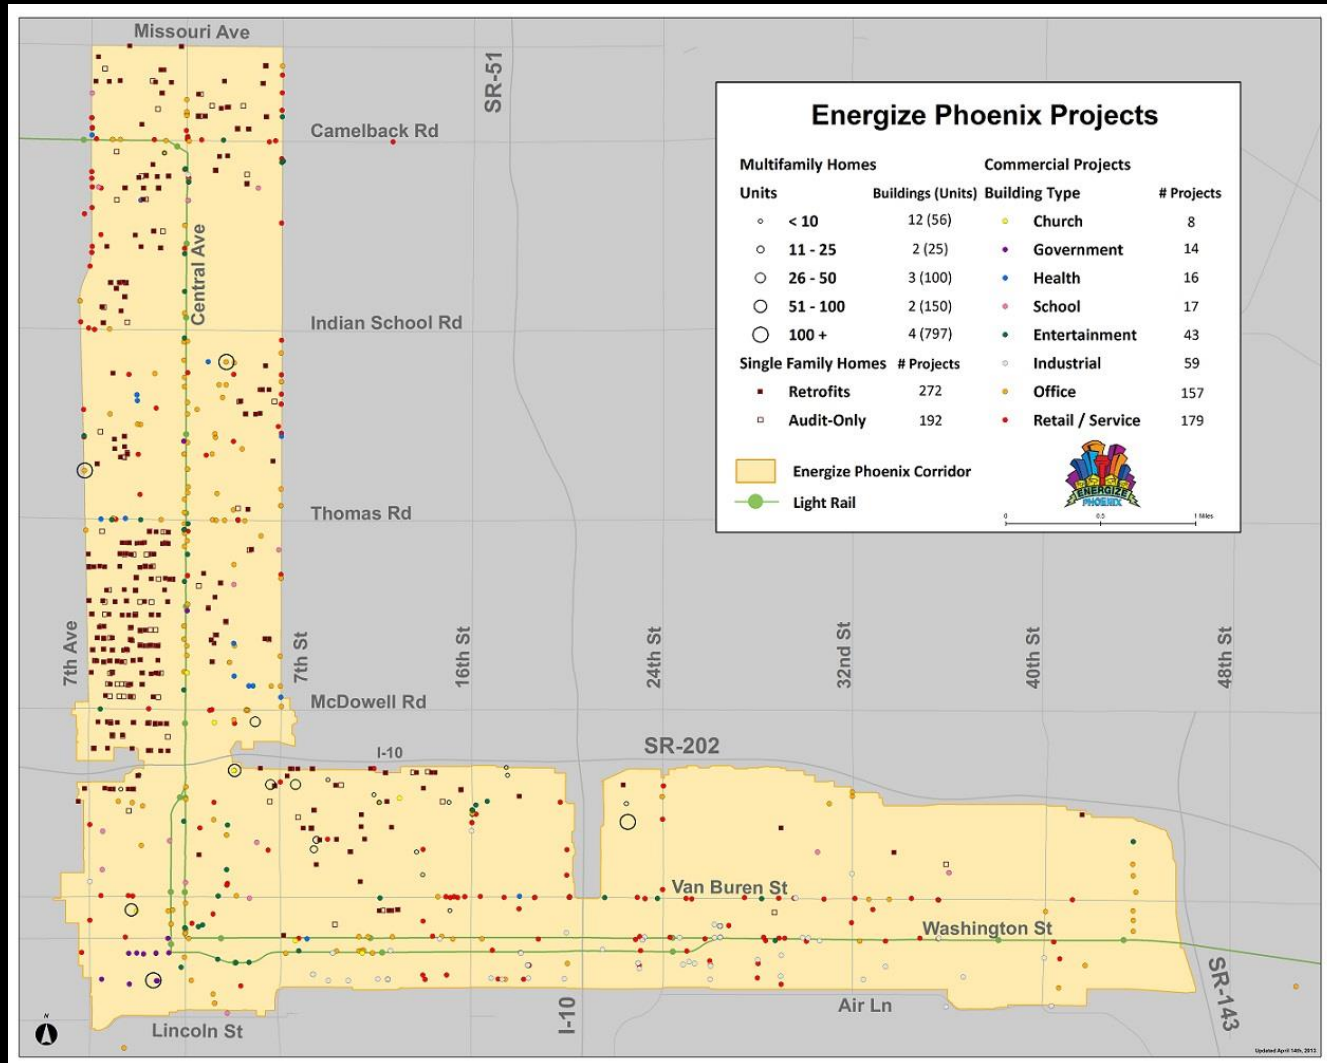 Missouri Ave
SR-51
Camelback Rd
Central Ave
Indian School Rd
Thomas Rd
7th Ave
7th St
16th St
24th St
32nd St
40th St
48th St
McDowell Rd
I-10
SR-202
Van Buren St
Washington St
Air Ln
I-10
SR-143
Lincoln St
N
Energize Phoenix Projects
Multifamily Homes
Units Buildings (Units)
< 10 12 (56)
11 - 25 2 (25)
26 - 50 3 (100)
51 - 100 2 (150)
100 + 4 (797)
Single Family Homes # Projects
Retrofits 272
Audit-Only 192
Commercial Projects
Building Type # Projects
Church 8
Government 14
Health 16
School 17
Entertainment 43
Industrial 59
Office 157
Retail / Service 179
Energize Phoenix Corridor
Light Rail
ENERGIZE
PHOENIX
0 0.5 1 Miles
Updated April 14th, 2013